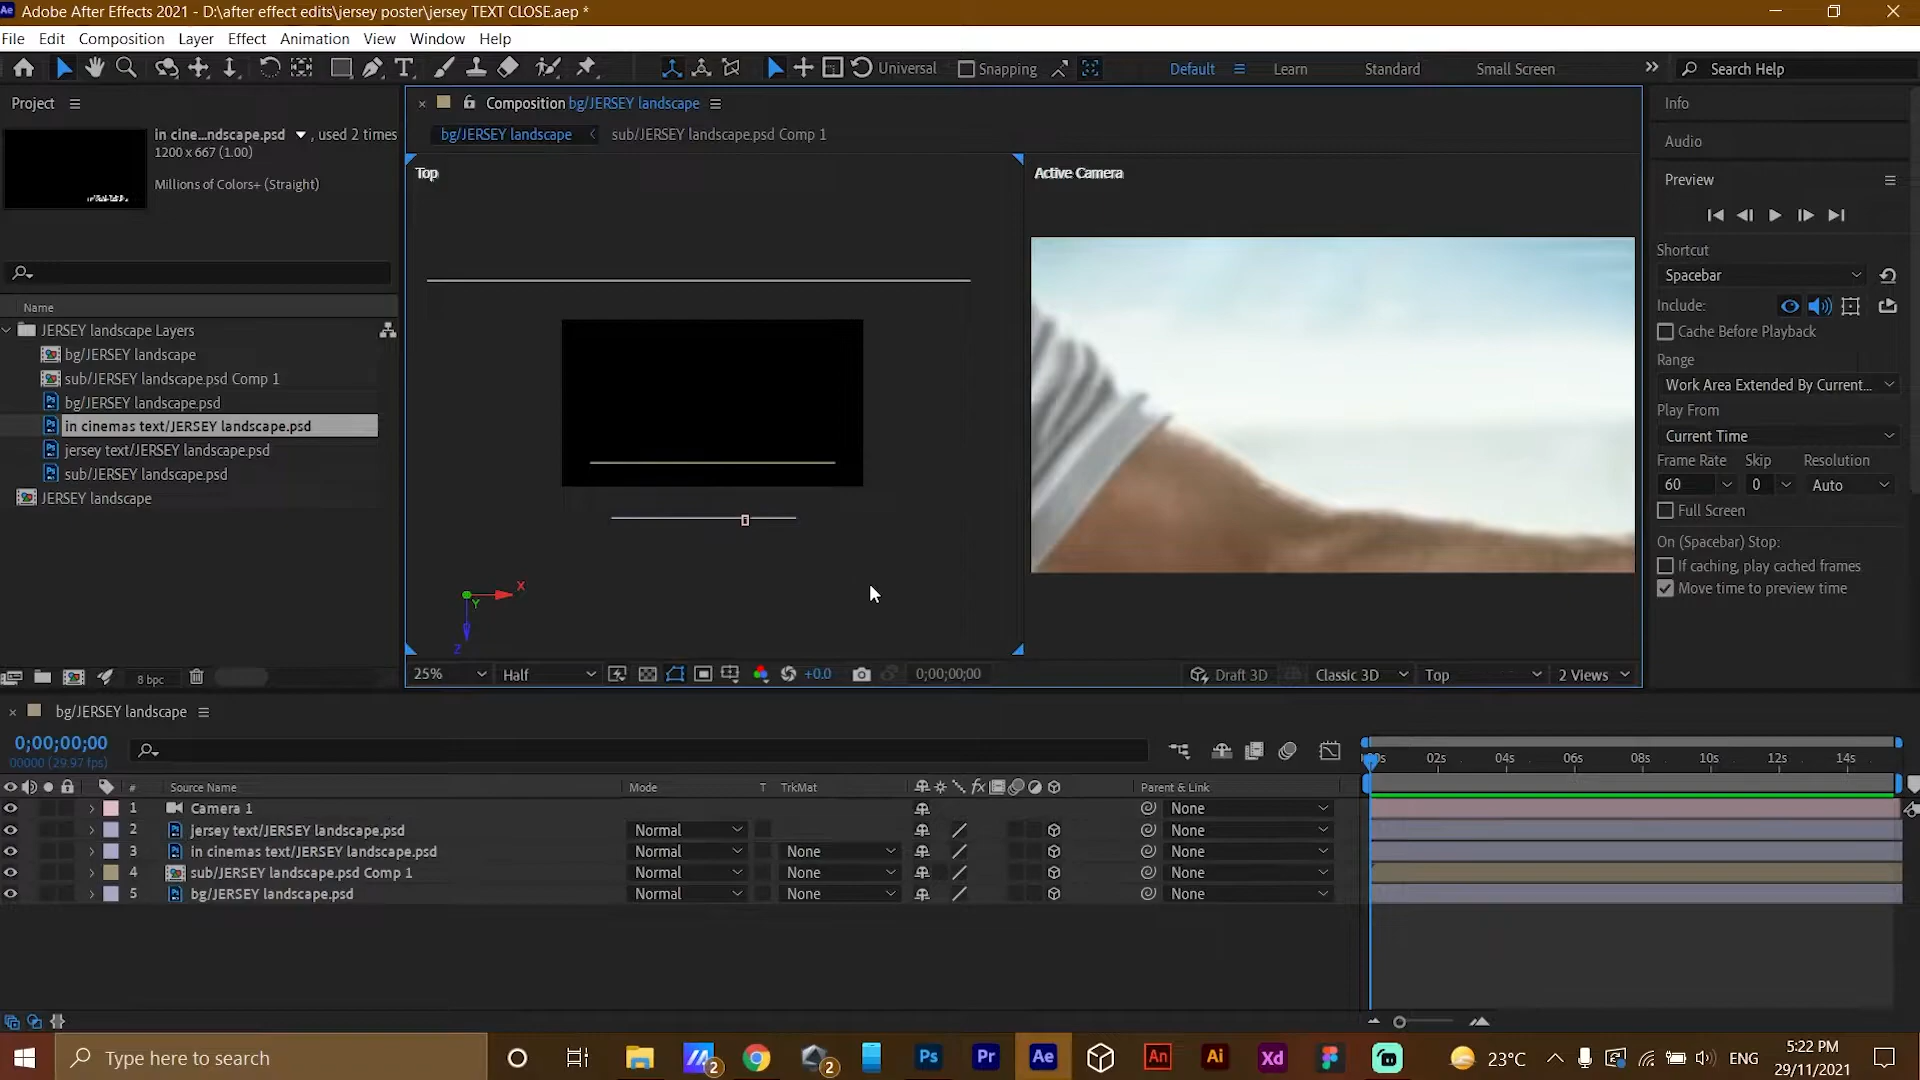 Ae Adobe After Effects 2021 - D:\after effect edits\jersey poster\jersey TEXT CLOSE.aep *
File Edit Composition Layer Effect Animation View Window Help
Universal Snapping Default Learn Standard Small Screen Search Help
Project
in cine...ndscape.psd , used 2 times
1200 x 667 (1.00)
Millions of Colors+ (Straight)
Name
JERSEY landscape Layers
bg/JERSEY landscape
sub/JERSEY landscape.psd Comp 1
bg/JERSEY landscape.psd
in cinemas text/JERSEY landscape.psd
jersey text/JERSEY landscape.psd
sub/JERSEY landscape.psd
JERSEY landscape
8 bpc
Composition bg/JERSEY landscape
bg/JERSEY landscape sub/JERSEY landscape.psd Comp 1
Top
Active Camera
X
Y
Z
25% Half +0.0 0;00;00;00 Draft 3D Classic 3D Top 2 Views
Info
Audio
Preview
Shortcut
Spacebar
Include:
Cache Before Playback
Range
Work Area Extended By Current...
Play From
Current Time
Frame Rate Skip Resolution
60 0 Auto
Full Screen
On (Spacebar) Stop:
If caching, play cached frames
Move time to preview time
bg/JERSEY landscape
0;00;00;00
00000 (29.97 fps)
# Source Name Mode T TrkMat fx Parent & Link
02s 04s 06s 08s 10s 12s 14s
1 Camera 1 None
2 jersey text/JERSEY landscape.psd Normal None
3 in cinemas text/JERSEY landscape.psd Normal None None
4 sub/JERSEY landscape.psd Comp 1 Normal None None
5 bg/JERSEY landscape.psd Normal None None
Type here to search
2 2 Ps Pr Ae An Ai Xd
23°C ENG
5:22 PM
29/11/2021